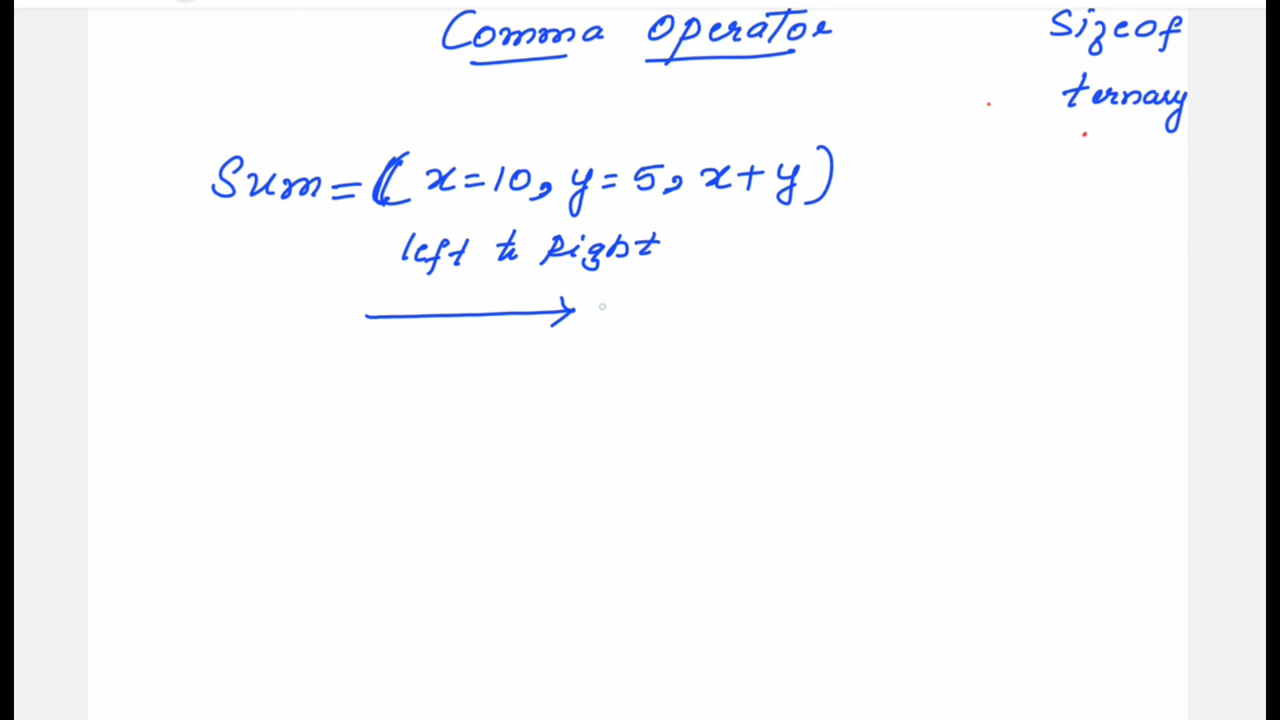 Comma Operator
Sizeof
ternary
Sum=( x=10, y=5, x+y)
left to Right